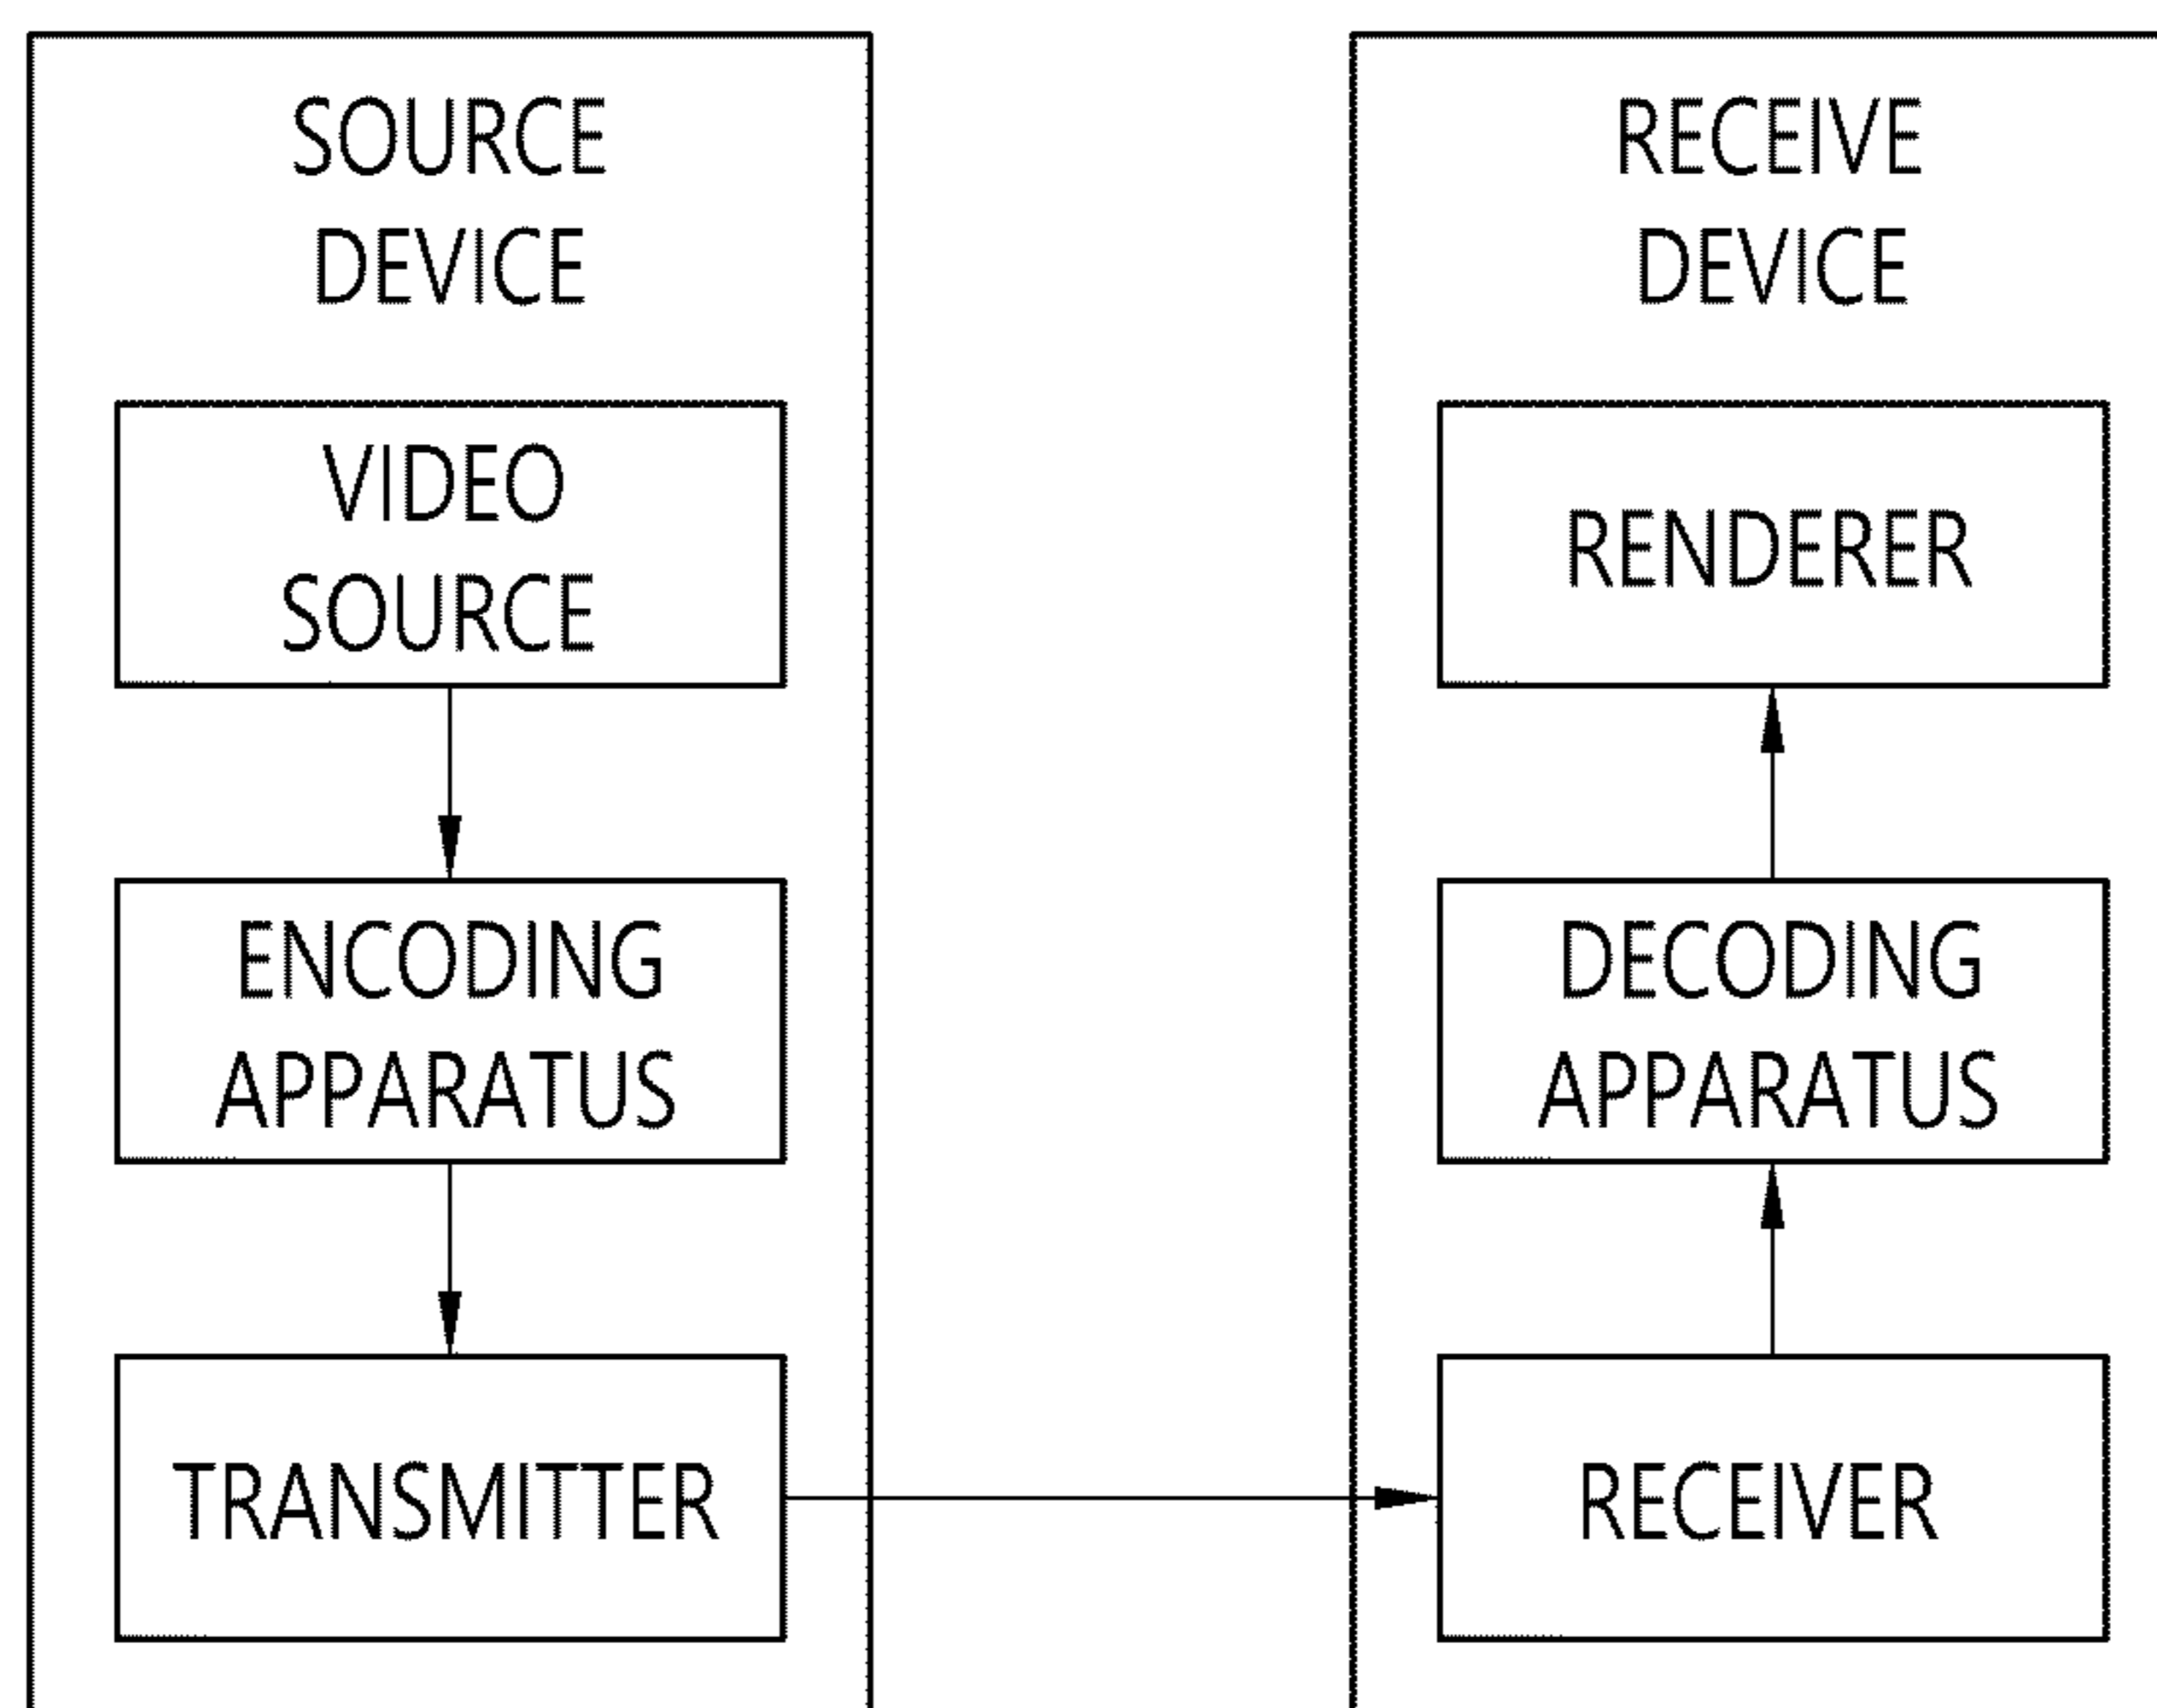 SOURCE
DEVICE
VIDEO
SOURCE
ENCODING
APPARATUS
TRANSMITTER
RECEIVE
DEVICE
RENDERER
DECODING
APPARATUS
RECEIVER